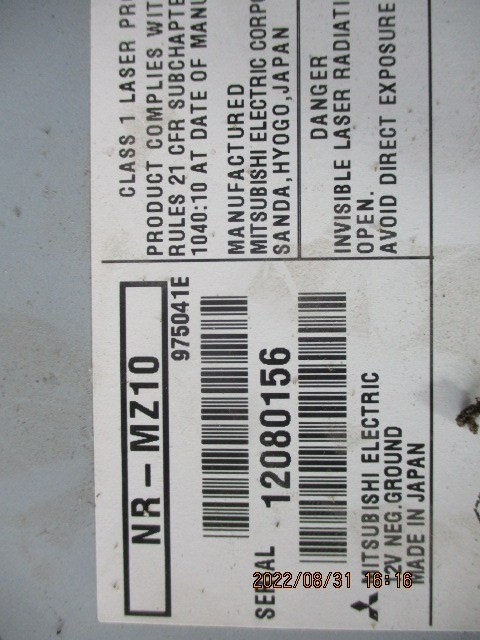 CLASS 1 LASER PR
PRODUCT COMPLIES WIT
RULES 21 CFR SUBCHAPTE
1040:10 AT DATE OF MANU
MANUFACTURED
MITSUBISHI ELECTRIC CORP
SANDA,HYOGO,JAPAN
DANGER
INVISIBLE LASER RADIATI
OPEN.
AVOID DIRECT EXPOSURE
NR-MZ10
975041E
SERIAL 12080156
MITSUBISHI ELECTRIC
12V NEG.GROUND
MADE IN JAPAN
2022/08/31 16:16